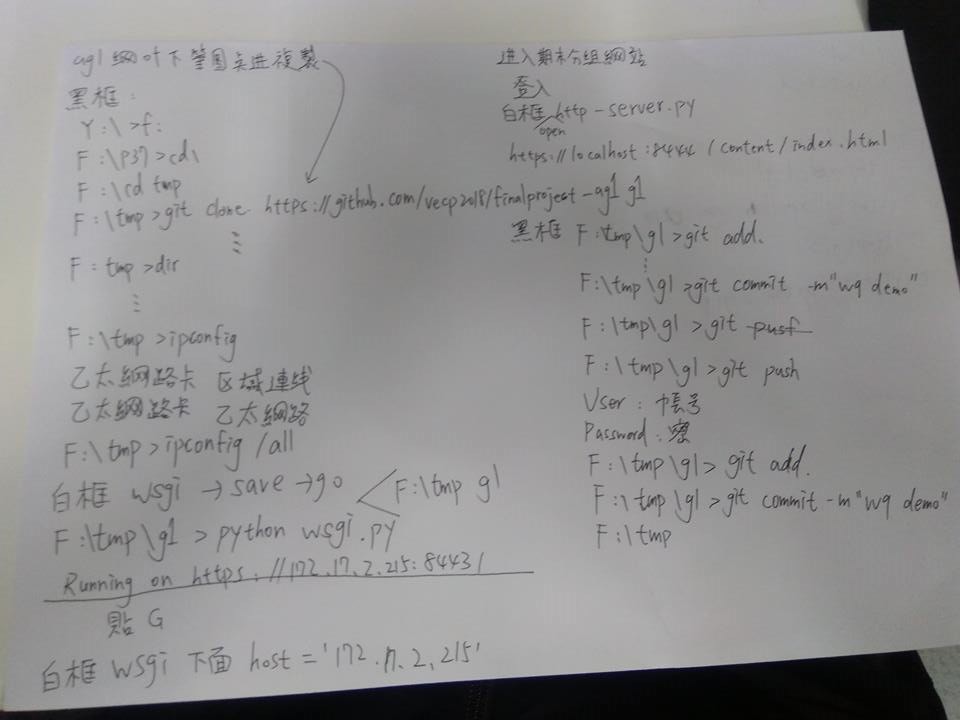 ag1 網 下 筆 圖 点進複製
黑框:
Y:\>f:
F:\P37>cd\
F:\cd tmp
F:\tmp>git clone https://github.com/vecp2018/finalproject-ag1 g1
⋮
F: tmp >dir
⋮
F:\tmp>ipconfig
乙太網路卡 区域連線
乙太網路卡 乙太網路
F:\tmp>ipconfig /all
白框 wsgi → save → go < F:\tmp g1
F:\tmp\g1 > python wsgi.py
Running on https://172.17.2.215:8443/
貼 G
白框 wsgi 下面 host = '172.17.2.215'
进入期末分組網站
登入
白框 http-server.py
open
https://localhost:8444/content/index.html
黑框 F:\tmp\g1>git add.
⋮
F:\tmp\g1>git commit -m"wq demo"
F:\tmp\g1 >git pusf
F:\tmp\g1>git push
User: 帳号
Password: 密
F:\tmp\g1> git add.
F:\tmp\g1>git commit -m"wq demo"
F:\tmp